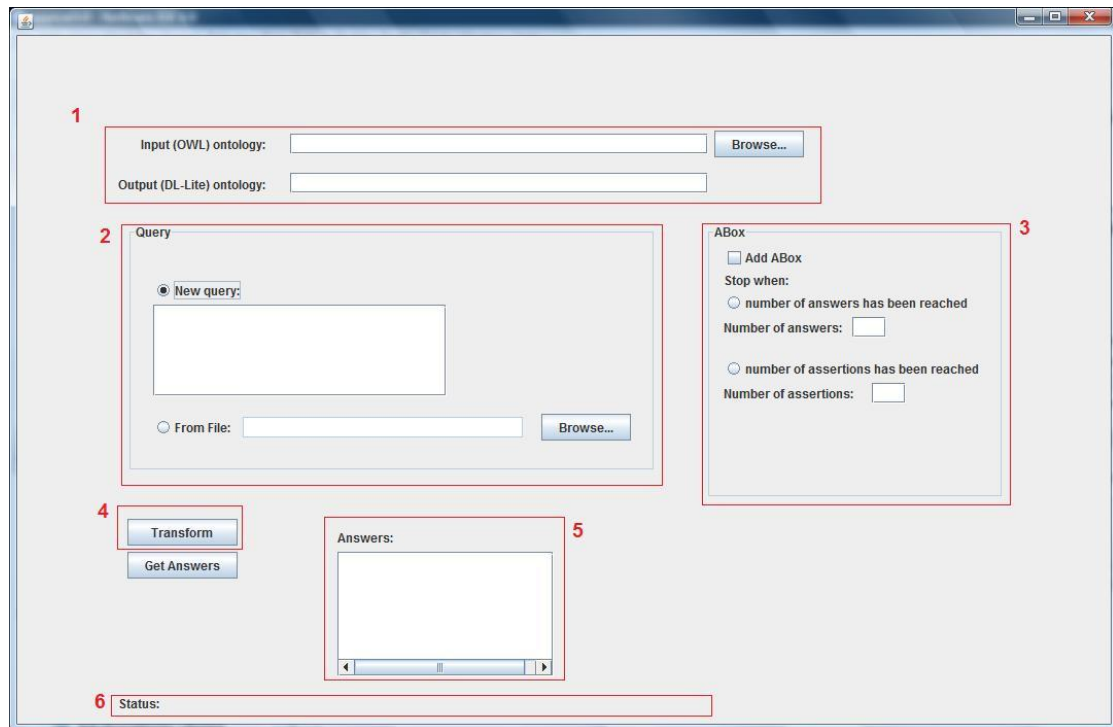 1
Input (OWL) ontology:
Browse...
Output (DL-Lite) ontology:
2
Query
New query:
From File:
Browse...
ABox
3
Add ABox
Stop when:
number of answers has been reached
Number of answers:
number of assertions has been reached
Number of assertions:
4
Transform
Get Answers
5
Answers:
6
Status: